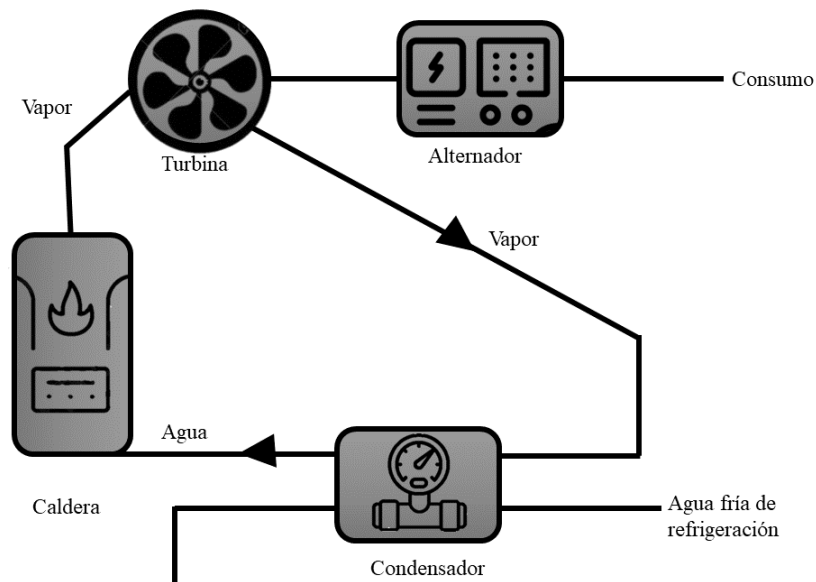 Consumo
Vapor
Turbina
Alternador
Vapor
Agua
Caldera
Agua fría de
refrigeración
Condensador